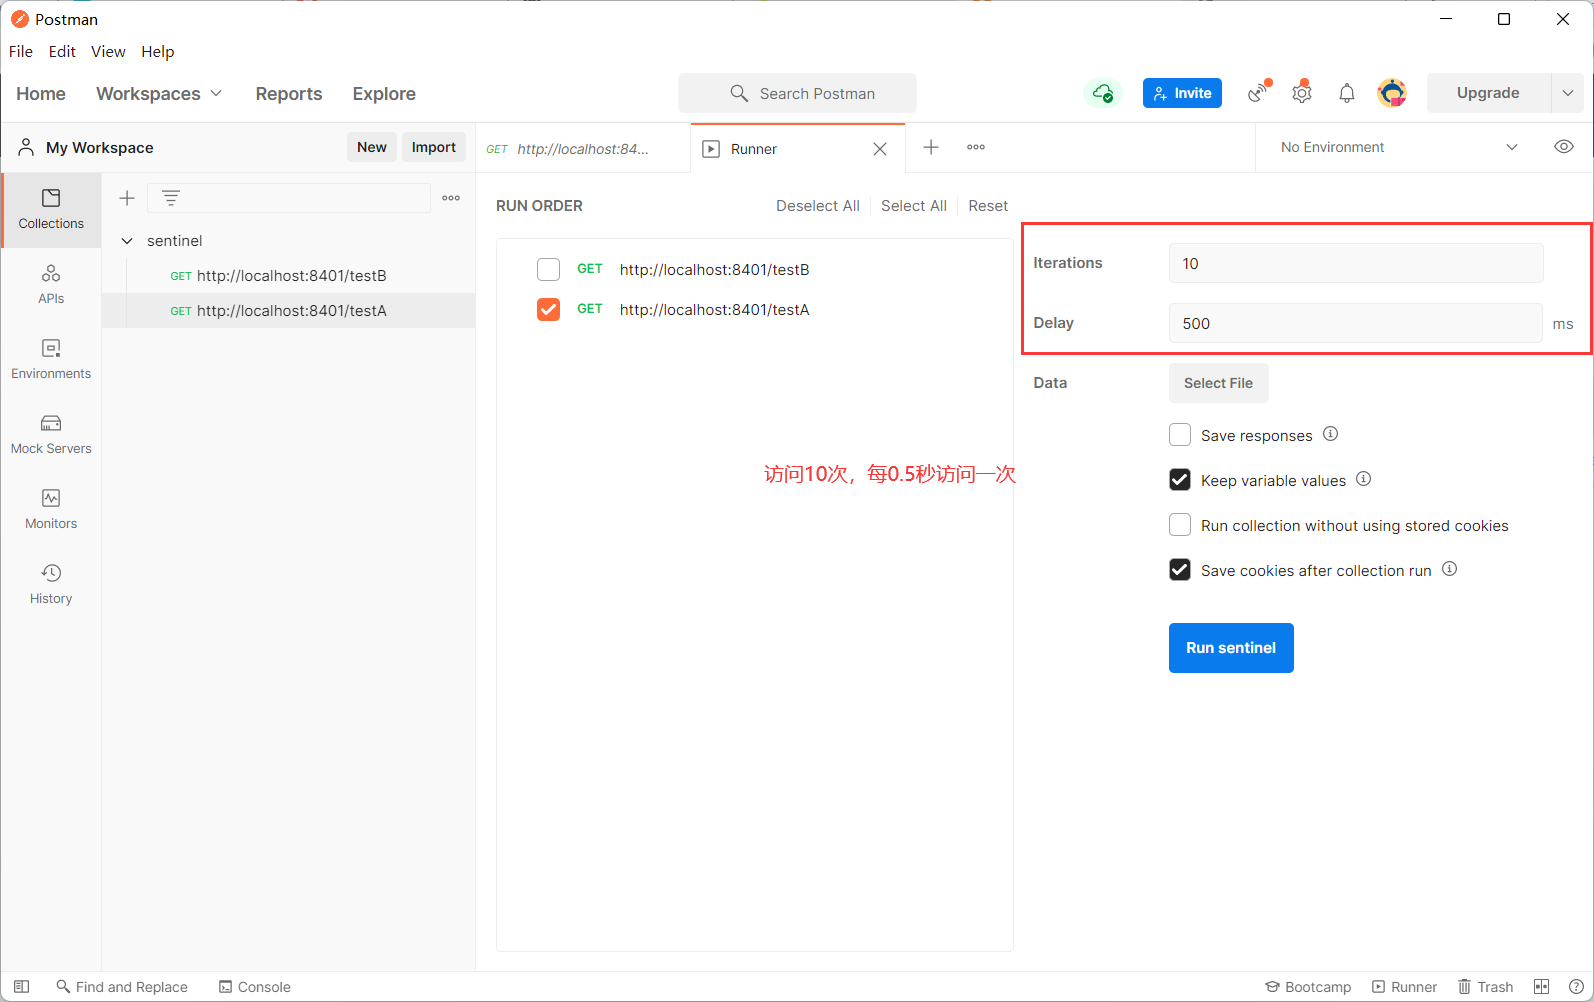 Postman
File Edit View Help
Home Workspaces Reports Explore Search Postman Invite Upgrade
My Workspace New Import GET http://localhost:84... Runner No Environment
Collections
APIs
Environments
Mock Servers
Monitors
History
sentinel
GET http://localhost:8401/testB
GET http://localhost:8401/testA
RUN ORDER Deselect All Select All Reset
GET http://localhost:8401/testB
GET http://localhost:8401/testA
访问10次，每0.5秒访问一次
Iterations 10
Delay 500 ms
Data Select File
Save responses
Keep variable values
Run collection without using stored cookies
Save cookies after collection run
Run sentinel
Find and Replace Console Bootcamp Runner Trash